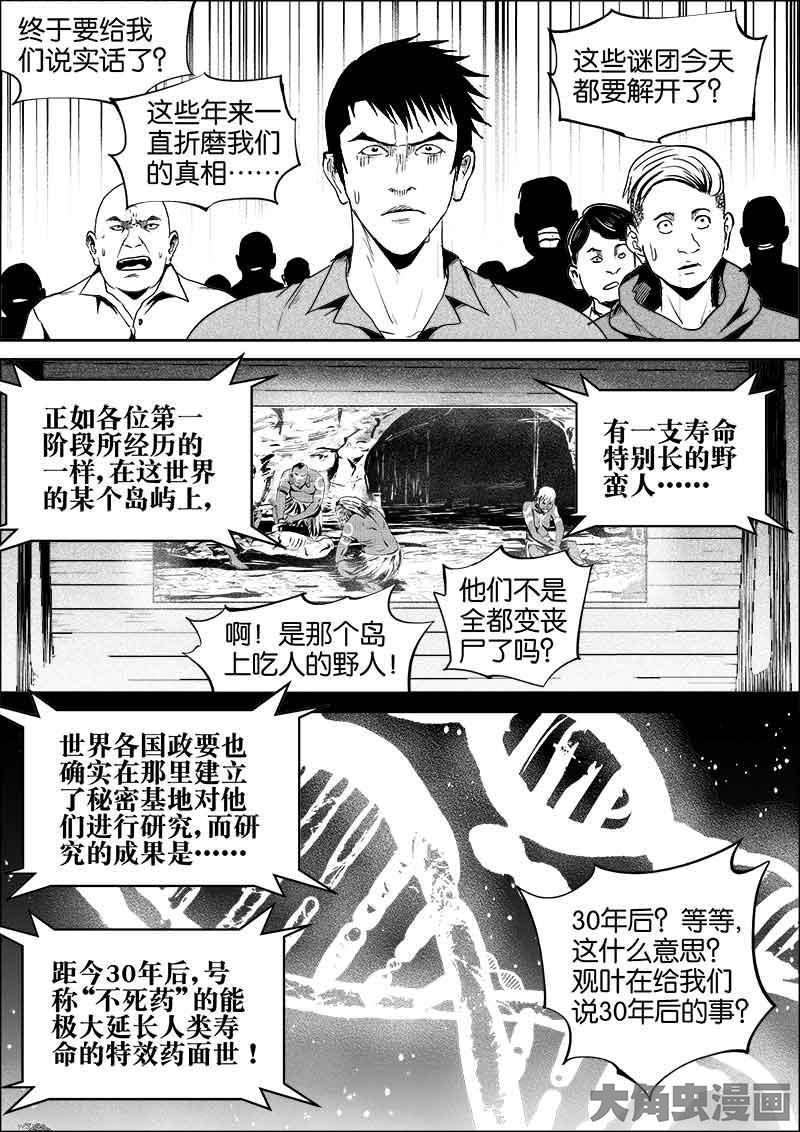 终于要给我
们说实话了？
这些年来一
直折磨我们
的真相……
这些谜团今天
都要解开了？
正如各位第一
阶段所经历的
一样，在这世界
的某个岛屿上，
有一支寿命
特别长的野
蛮人……
他们不是
全都变丧
尸了吗？
啊！是那个岛
上吃人的野人！
世界各国政要也
确实在那里建立
了秘密基地对他
们进行研究，而研
究的成果是……
距今30年后，号
称“不死药”的能
极大延长人类寿
命的特效药面世！
30年后？等等，
这什么意思？
观叶在给我们
说30年后的事？
大角虫漫画